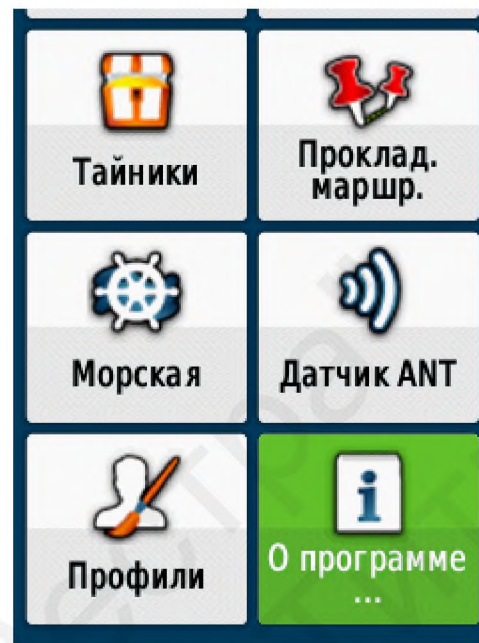 Тайники
Проклад.
маршр.
Морская
Датчик ANT
Профили
О программе
...